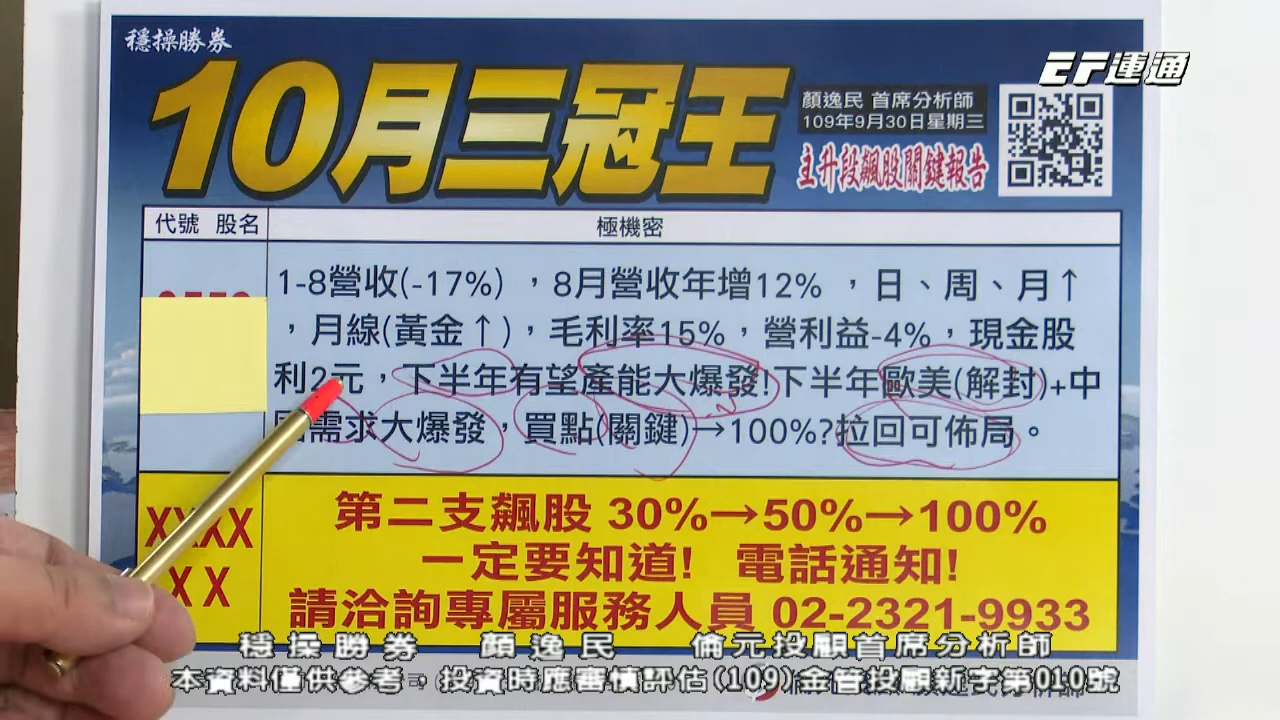 穩操勝券
10月三冠王
EF運通
顏逸民 首席分析師
109年9月30日星期三
主升段飆股關鍵報告
代號 股名
極機密
1-8營收(-17%) ,8月營收年增12% ,日、周、月↑
,月線(黃金↑),毛利率15%,營利益-4%,現金股
利2元,下半年有望產能大爆發!下半年歐美(解封)+中
需求大爆發,買點(關鍵)→100%?拉回可佈局。
XXXX
XX
第二支飆股 30%→50%→100%
一定要知道! 電話通知!
請洽詢專屬服務人員 02-2321-9933
穩操勝券 顏逸民 倫元投顧首席分析師
本資料僅供參考,投資時應審慎評估(109)金管投顧新字第010號